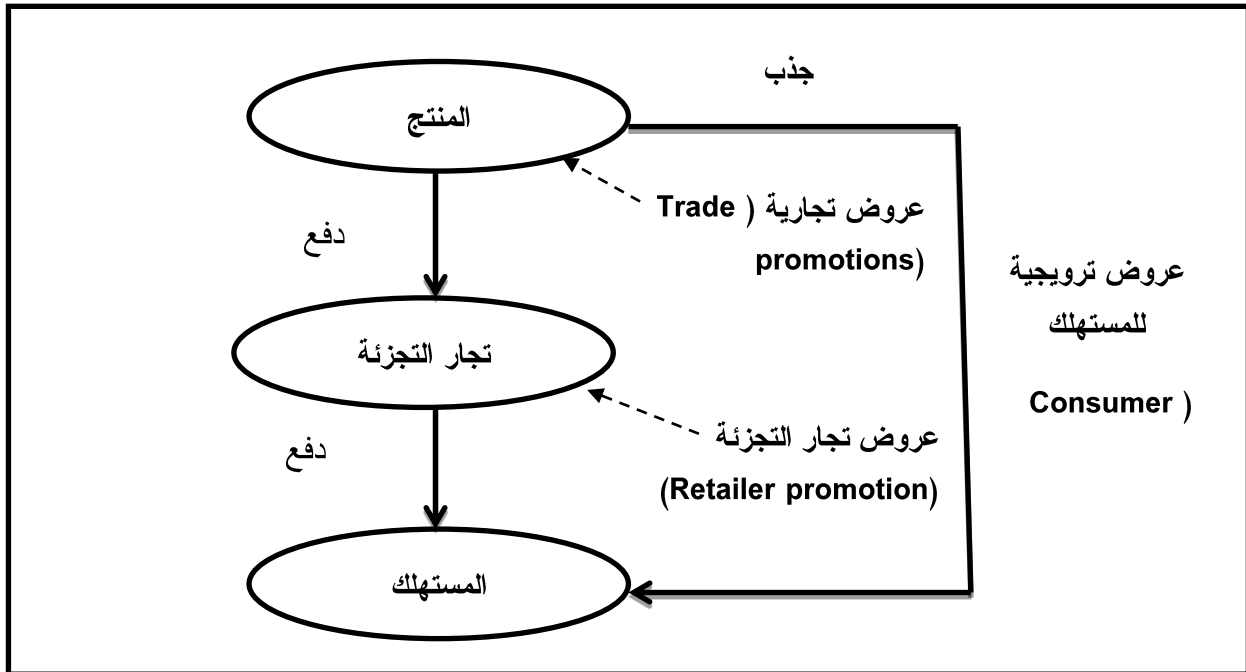 جذب
المنتج
عروض تجارية (Trade
promotions)
دفع
عروض ترويجية
للمستهلك
(Consumer
تجار التجزئة
عروض تجار التجزئة
(Retailer promotion)
دفع
المستهلك